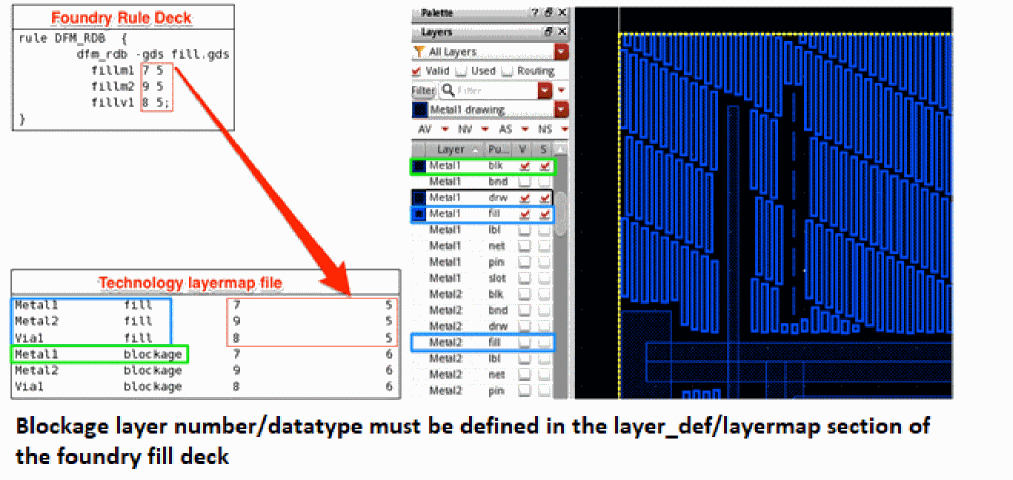 Foundry Rule Deck
rule DFM_RDB {
dfm_rdb -gds fill.gds
fillm1 7 5
fillm2 9 5
fillv1 8 5;
}
Technology layermap file
Metal1 fill 7 5
Metal2 fill 9 5
Via1 fill 8 5
Metal1 blockage 7 6
Metal2 blockage 9 6
Via1 blockage 8 6
Palette ?
Layers
All Layers
Valid Used Routing
Filter Filter
Metal1 drawing
AV NV AS NS
Layer Pu... V S
Metal1 blk
Metal1 bnd
Metal1 drw
Metal1 fill
Metal1 lbl
Metal1 net
Metal1 pin
Metal1 slot
Metal2 blk
Metal2 bnd
Metal2 drw
Metal2 fill
Metal2 lbl
Metal2 net
Metal2 pin
Blockage layer number/datatype must be defined in the layer_def/layermap section of
the foundry fill deck